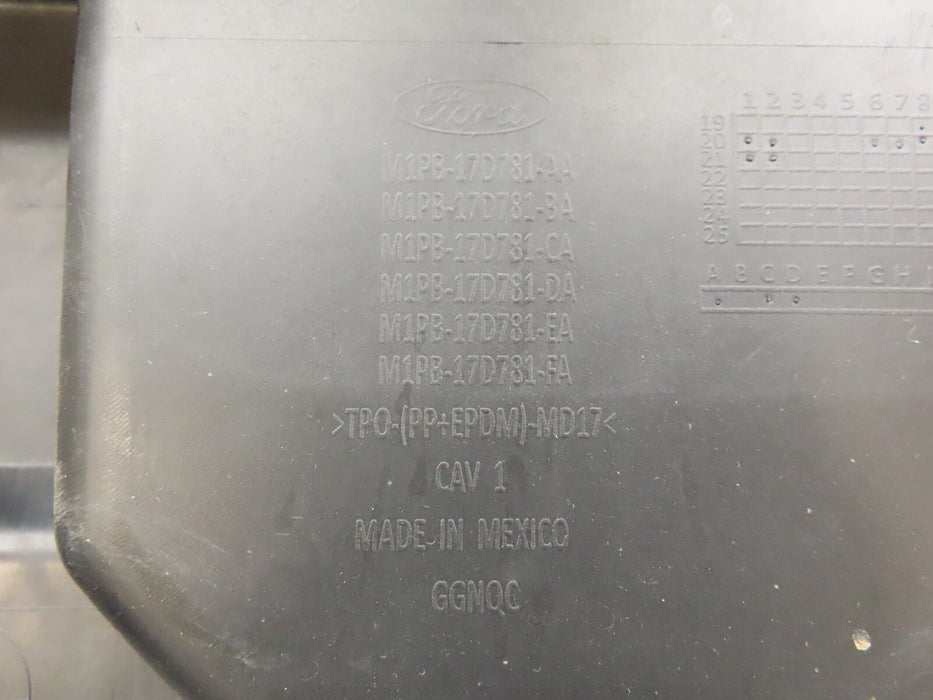 Ford
M1PB-17D781-AA
M1PB-17D781-BA
M1PB-17D781-CA
M1PB-17D781-DA
M1PB-17D781-EA
M1PB-17D781-FA
>TPO-(PP+EPDM)-MD17<
CAV 1
MADE IN MEXICO
GGNQC
1 2 3 4 5 6 7 8
19
20
21
22
23
24
25
A B C D E F G H